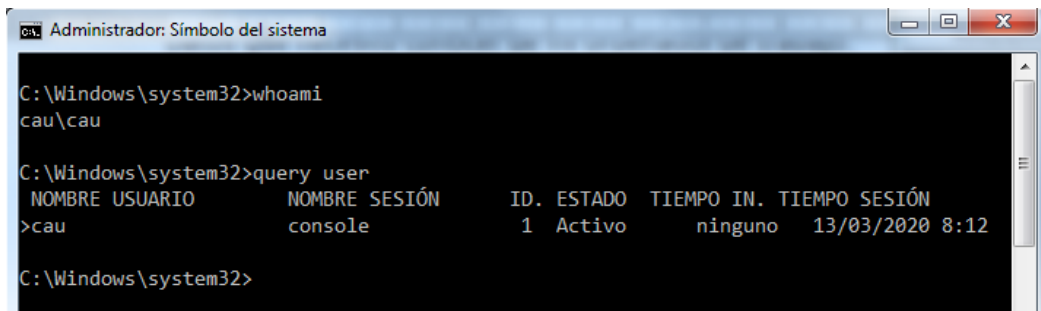 Administrador: Símbolo del sistema
C:\Windows\system32>whoami
cau\cau
C:\Windows\system32>query user
NOMBRE USUARIO NOMBRE SESIÓN ID. ESTADO TIEMPO IN. TIEMPO SESIÓN
>cau console 1 Activo ninguno 13/03/2020 8:12
C:\Windows\system32>